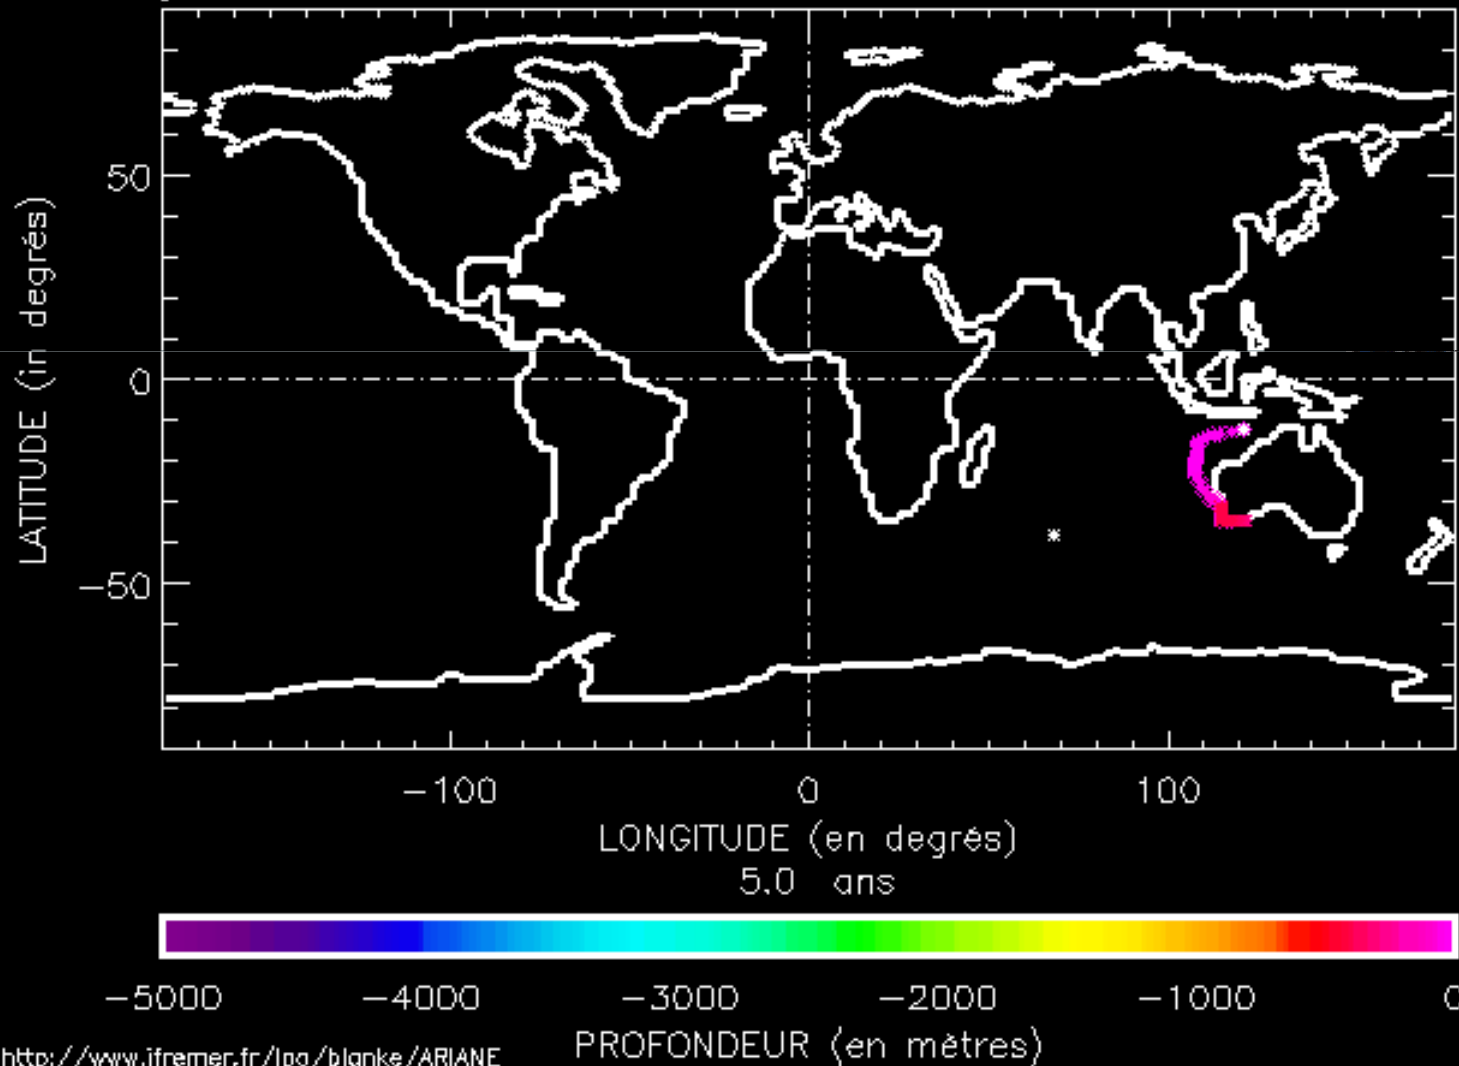 50
0
−50
LATITUDE (in degrés)
−100 0 100
LONGITUDE (en degrés)
5.0 ans
−5000 −4000 −3000 −2000 −1000 0
PROFONDEUR (en mètres)
http://www.ifremer.fr/lpo/blanke/ARIANE